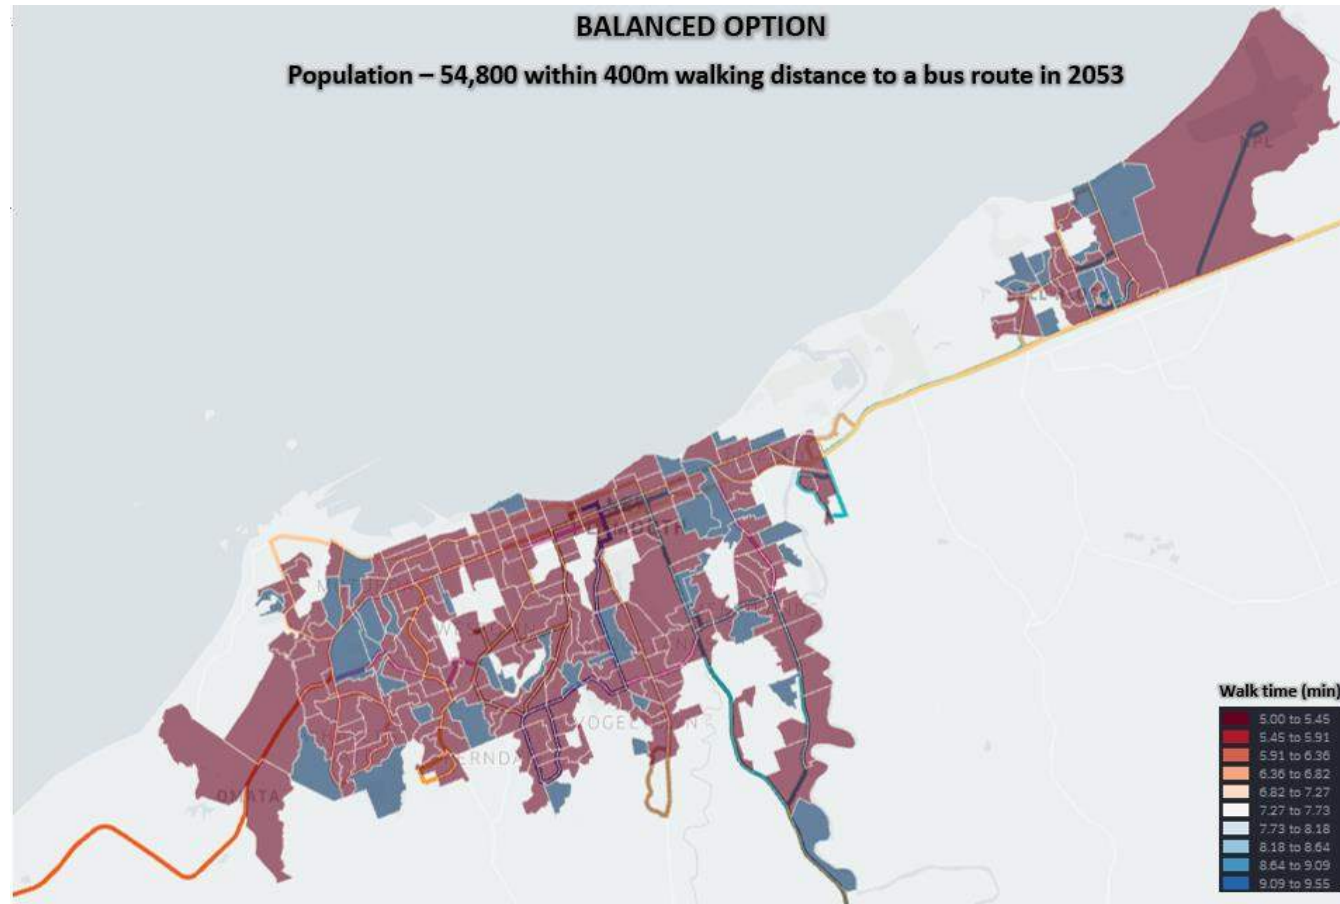 BALANCED OPTION
Population – 54,800 within 400m walking distance to a bus route in 2053
NPL
OMATA
Walk time (min)
5.00 to 5.45
5.45 to 5.91
5.91 to 6.36
6.36 to 6.82
6.82 to 7.27
7.27 to 7.73
7.73 to 8.18
8.18 to 8.64
8.64 to 9.09
9.09 to 9.55